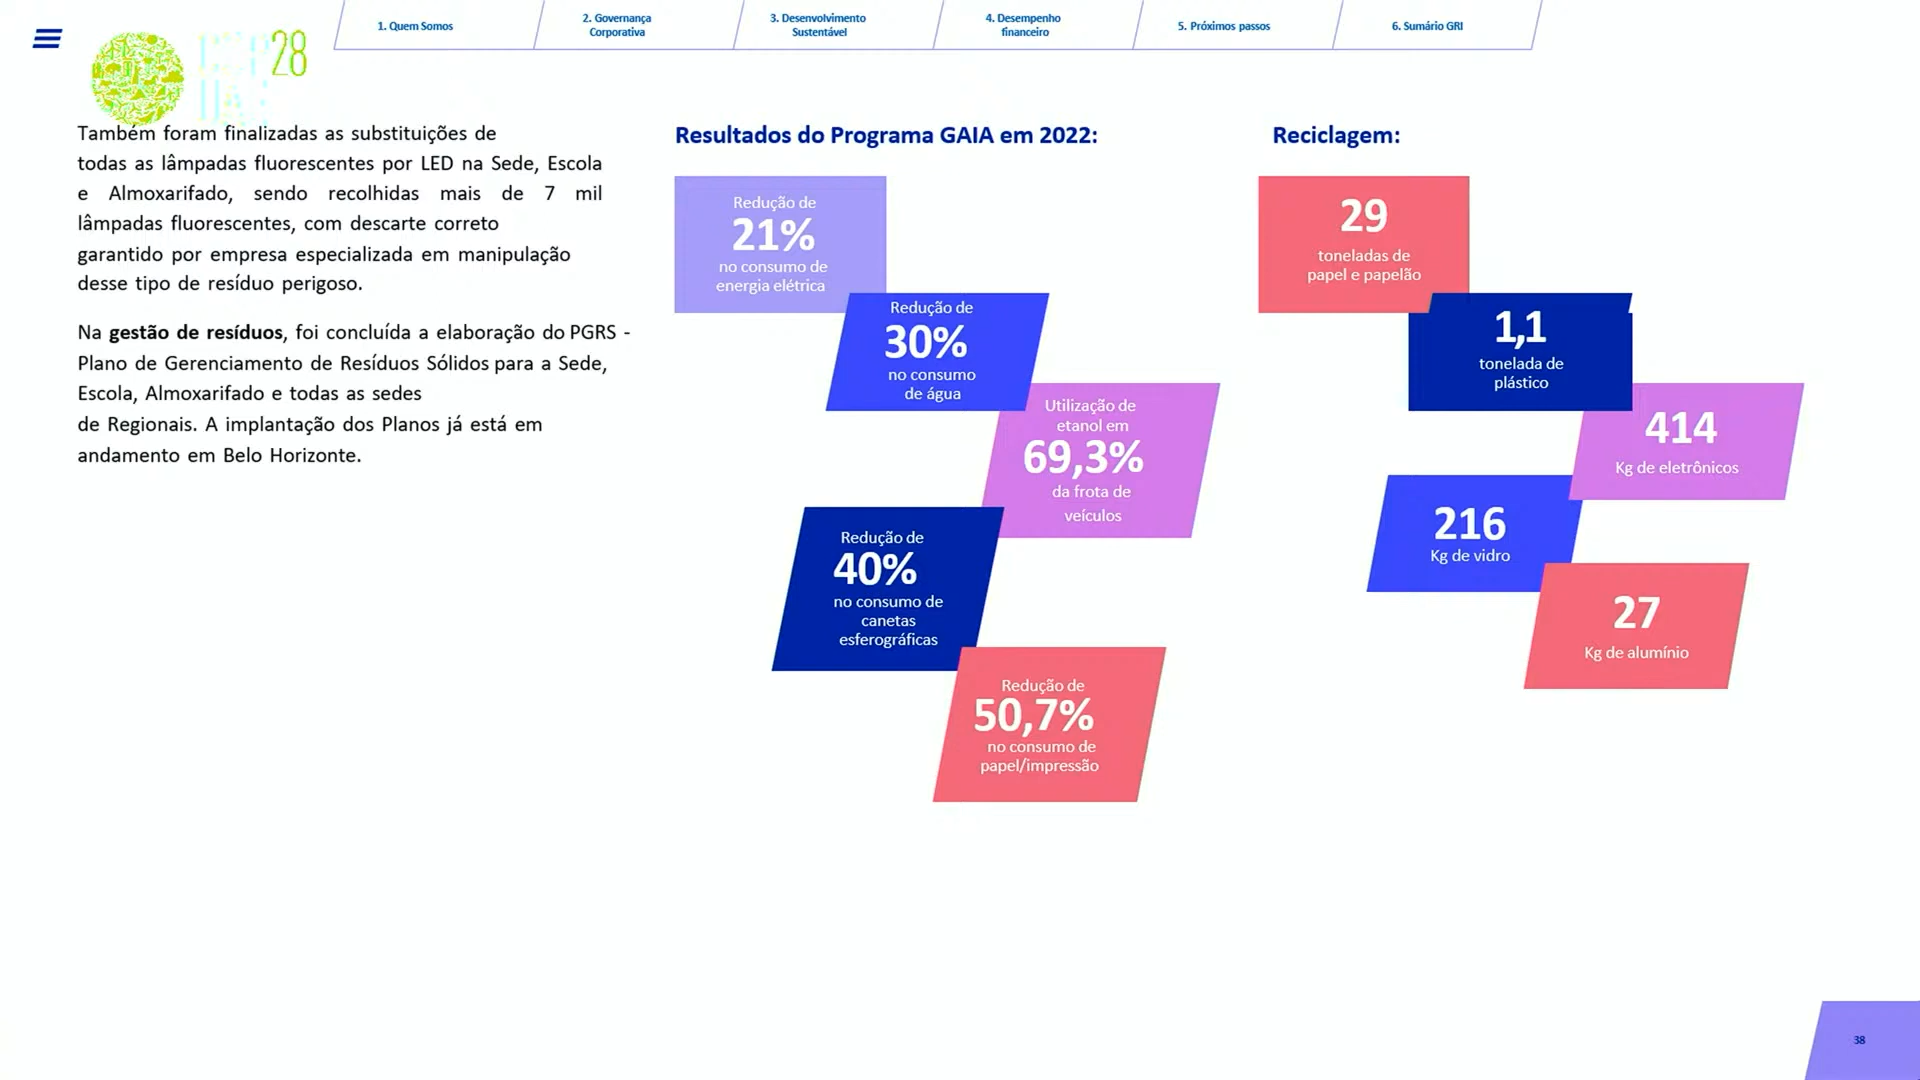 1. Quem Somos
2. Governança
Corporativa
3. Desenvolvimento
Sustentável
4. Desempenho
financeiro
5. Próximos passos
6. Sumário GRI
28
Também foram finalizadas as substituições de
todas as lâmpadas fluorescentes por LED na Sede, Escola
e Almoxarifado, sendo recolhidas mais de 7 mil
lâmpadas fluorescentes, com descarte correto
garantido por empresa especializada em manipulação
desse tipo de resíduo perigoso.
Na gestão de resíduos, foi concluída a elaboração do PGRS -
Plano de Gerenciamento de Resíduos Sólidos para a Sede,
Escola, Almoxarifado e todas as sedes
de Regionais. A implantação dos Planos já está em
andamento em Belo Horizonte.
Resultados do Programa GAIA em 2022:
Redução de
21%
no consumo de
energia elétrica
Redução de
30%
no consumo
de água
Utilização de
etanol em
69,3%
da frota de
veículos
Redução de
40%
no consumo de
canetas
esferográficas
Redução de
50,7%
no consumo de
papel/impressão
Reciclagem:
29
toneladas de
papel e papelão
1,1
tonelada de
plástico
414
Kg de eletrônicos
216
Kg de vidro
27
Kg de alumínio
38